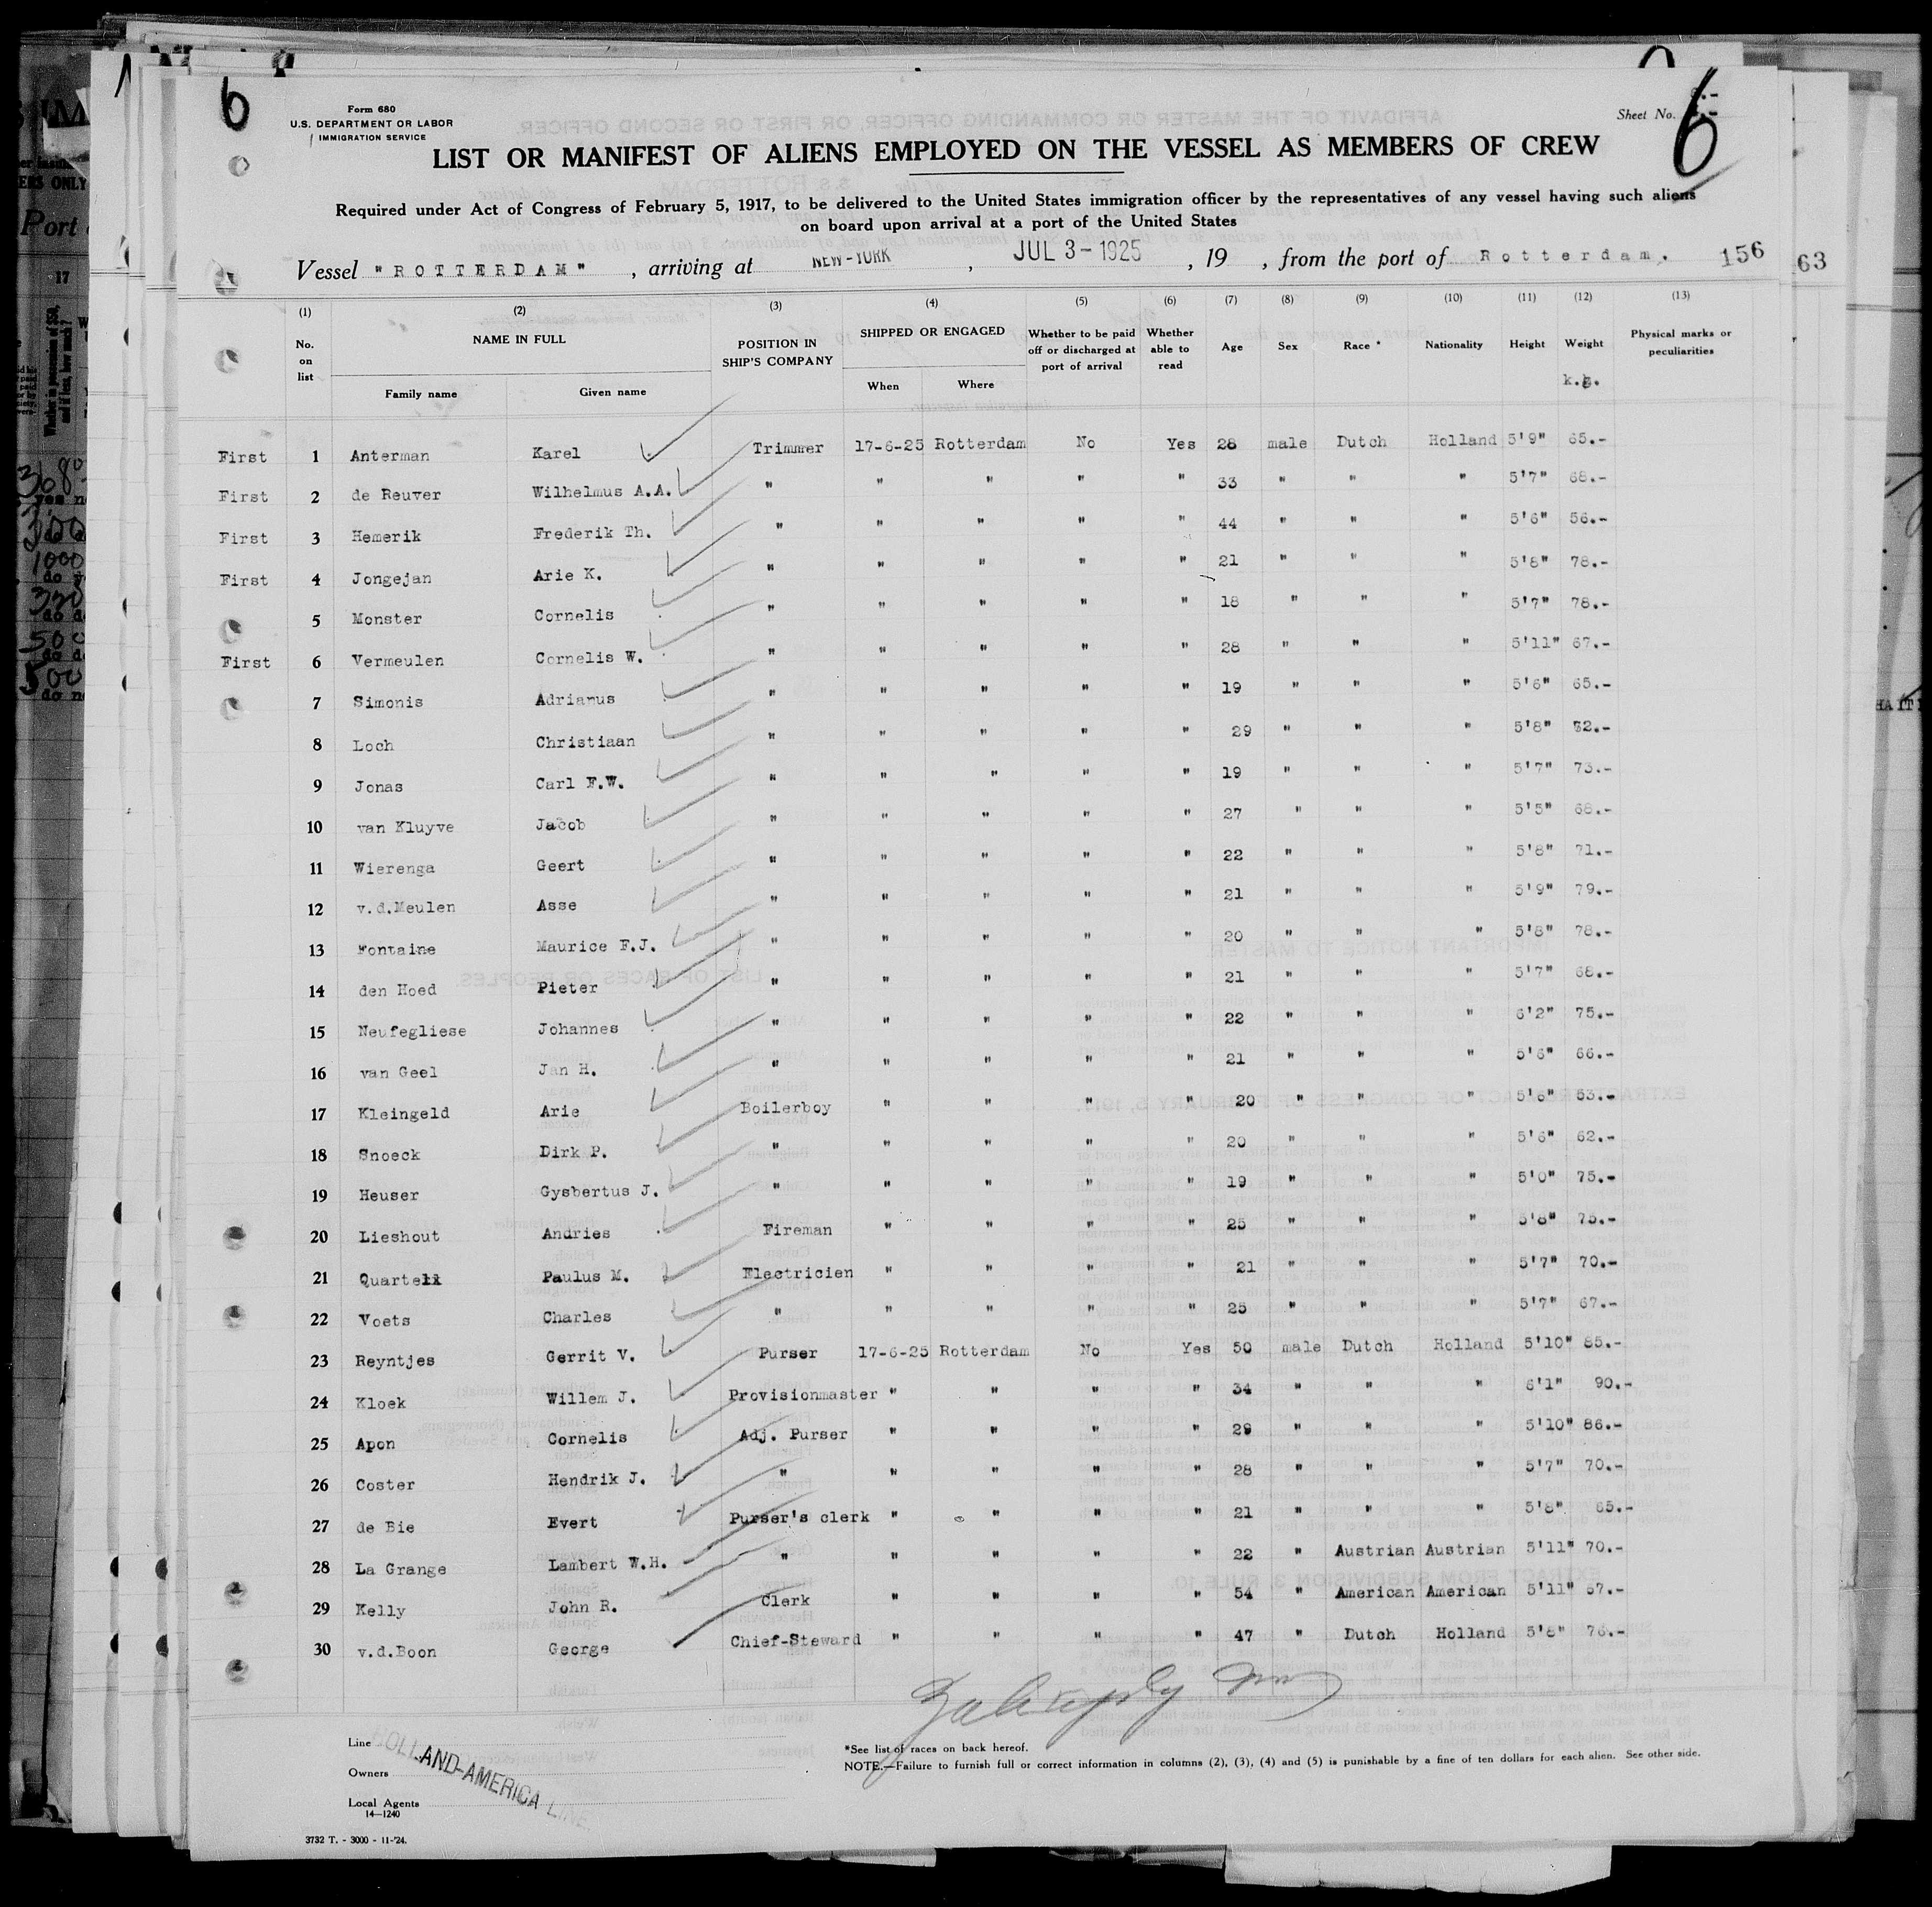 6
Form 680
U.S. DEPARTMENT OR LABOR
IMMIGRATION SERVICE
Sheet No. 6
LIST OR MANIFEST OF ALIENS EMPLOYED ON THE VESSEL AS MEMBERS OF CREW
Required under Act of Congress of February 5, 1917, to be delivered to the United States immigration officer by the representatives of any vessel having such aliens
on board upon arrival at a port of the United States
Vessel "ROTTERDAM", arriving at NEW-YORK, JUL 3-1925, 19 , from the port of Rotterdam. 156 63
(1) (2) (3) (4) (5) (6) (7) (8) (9) (10) (11) (12) (13)
No. on list NAME IN FULL POSITION IN SHIP'S COMPANY SHIPPED OR ENGAGED Whether to be paid off or discharged at port of arrival Whether able to read Age Sex Race * Nationality Height Weight k.g. Physical marks or peculiarities
Family name Given name When Where
First 1 Anterman Karel Trimmer 17-6-25 Rotterdam No Yes 28 male Dutch Holland 5'9" 65.-
First 2 de Reuver Wilhelmus A.A. " " " " " 33 " " " 5'7" 68.-
First 3 Hemerik Frederik Th. " " " " " 44 " " " 5'6" 56.-
First 4 Jongejan Arie K. " " " " " 21 " " " 5'8" 78.-
5 Monster Cornelis " " " " " 18 " " " 5'7" 78.-
First 6 Vermeulen Cornelis W. " " " " " 28 " " " 5'11" 67.-
7 Simonis Adrianus " " " " " 19 " " " 5'6" 65.-
8 Loch Christiaan " " " " " 29 " " " 5'8"
9 Jonas Carl F.W. " " " " " 19 " " " 5'7" 73.-
10 van Kluyve Jacob " " " " " 27 " " " 5'5" 68.-
11 Wierenga Geert " " " " " 22 " " " 5'8" 71.-
12 v.d.Meulen Asse " " " " " 21 " " " 5'9" 79.-
13 Fontaine Maurice F.J. " " " " " 20 " " " 5'8" 78.-
14 den Hoed Pieter " " " " " 21 " " " 5'7" 68.-
15 Neufegliese Johannes " " " " " 22 " " " 6'2" 75.-
16 van Geel Jan H. " " " " " 21 " " " 5'6" 66.-
17 Kleingeld Arie Boilerboy " " " " 20 " " " 5'6" 53.-
18 Snoeck Dirk P. " " " " " 20 " " " 5'6" 62.-
19 Heuser Gysbertus J. " " " " " 19 " " " 5'0" 75.-
20 Lieshout Andries Fireman " " " " 25 " " " 5'8" 75.-
21 Quartell Paulus M. Electricien " " " " 21 " " " 5'7" 70.-
22 Voets Charles " " " " " 25 " " " 5'7" 67.-
23 Reyntjes Gerrit V. Purser 17-6-25 Rotterdam No Yes 50 male Dutch Holland 5'10" 85.-
24 Kloek Willem J. Provisionmaster " " " " 34 " " " 6'1" 90.-
25 Apon Cornelis Adj. Purser " " " " 29 " " " 5'10" 86.-
26 Coster Hendrik J. " " " " " 28 " " " 5'7" 70.-
27 de Bie Evert Purser's clerk " " " " 21 " " " 5'8" 65.-
28 La Grange Lambert W.H. " " " " " 22 " Austrian Austrian 5'11" 70.-
29 Kelly John R. Clerk " " " " 54 " American American 5'11"
30 v.d.Boon George Chief-Steward " " " " 47 " Dutch Holland 5'8" 76.-
Line HOLLAND-AMERICA LINE
Owners
Local Agents
14-1240
*See list of races on back hereof.
NOTE.—Failure to furnish full or correct information in columns (2), (3), (4) and (5) is punishable by a fine of ten dollars for each alien. See other side.
3732 T. - 3000 - 11-'24.